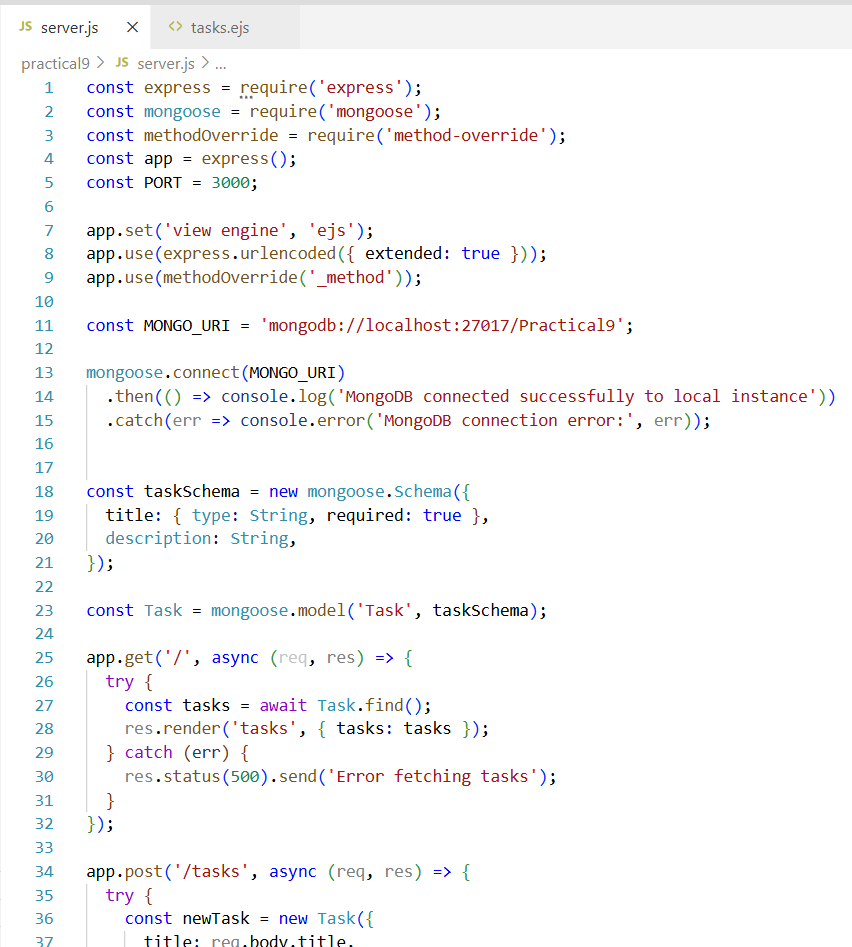 JS server.js ×
<> tasks.ejs
practical9 > JS server.js > ...
1 const express = require('express');
2 const mongoose = require('mongoose');
3 const methodOverride = require('method-override');
4 const app = express();
5 const PORT = 3000;
6
7 app.set('view engine', 'ejs');
8 app.use(express.urlencoded({ extended: true }));
9 app.use(methodOverride('_method'));
10
11 const MONGO_URI = 'mongodb://localhost:27017/Practical9';
12
13 mongoose.connect(MONGO_URI)
14   .then(() => console.log('MongoDB connected successfully to local instance'))
15   .catch(err => console.error('MongoDB connection error:', err));
16
17
18 const taskSchema = new mongoose.Schema({
19   title: { type: String, required: true },
20   description: String,
21 });
22
23 const Task = mongoose.model('Task', taskSchema);
24
25 app.get('/', async (req, res) => {
26   try {
27     const tasks = await Task.find();
28     res.render('tasks', { tasks: tasks });
29   } catch (err) {
30     res.status(500).send('Error fetching tasks');
31   }
32 });
33
34 app.post('/tasks', async (req, res) => {
35   try {
36     const newTask = new Task({
37       title: req.body.title,